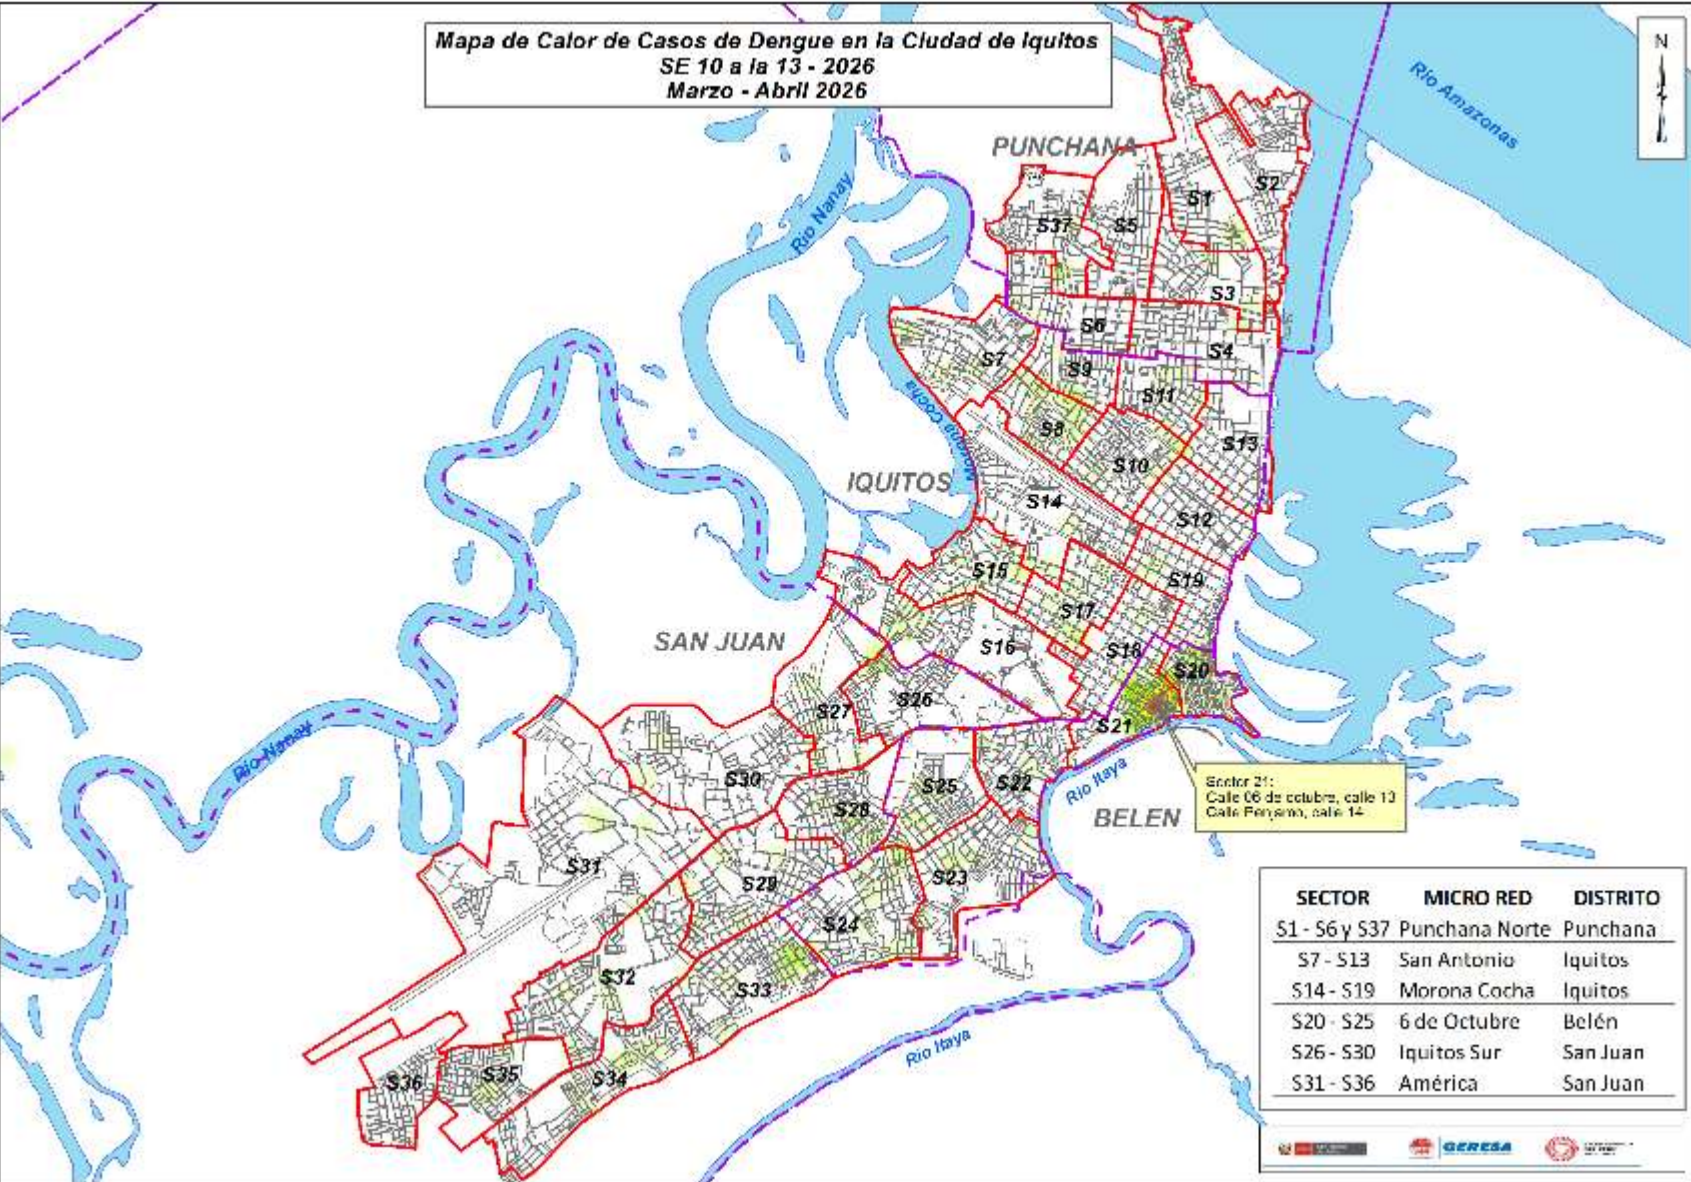 Mapa de Calor de Casos de Dengue en la Ciudad de Iquitos
SE 10 a la 13 - 2026
Marzo - Abril 2026
N
Río Amazonas
PUNCHANA
S2
S1
S37
S5
Río Nanay
S3
S6
S4
S7
S9
S11
Morona Cocha
S8
S13
S10
IQUITOS
S14
S12
S15
S19
S17
SAN JUAN
S16
S18
S20
S26
S27
S21
Río Nanay
S30
S25
S22
Río Itaya
Sector 21:
Calle 06 de octubre, calle 13
Calle calle 14
S28
BELEN
S31
S29
S23
S24
S32
S33
Río Itaya
S36
S35
S34
SECTOR MICRO RED DISTRITO
S1 - S6 y S37 Punchana Norte Punchana
S7 - S13 San Antonio Iquitos
S14 - S19 Morona Cocha Iquitos
S20 - S25 6 de Octubre Belén
S26 - S30 Iquitos Sur San Juan
S31 - S36 América San Juan
GERESA